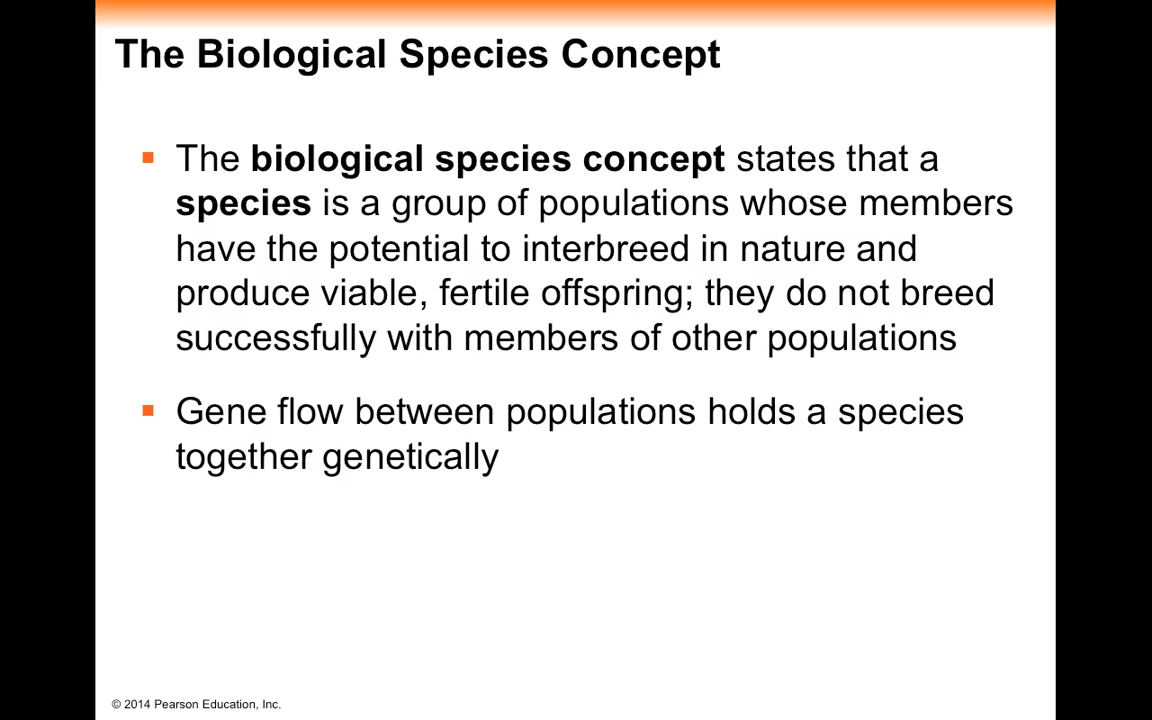 The Biological Species Concept
The biological species concept states that a
species is a group of populations whose members
have the potential to interbreed in nature and
produce viable, fertile offspring; they do not breed
successfully with members of other populations
Gene flow between populations holds a species
together genetically
© 2014 Pearson Education, Inc.